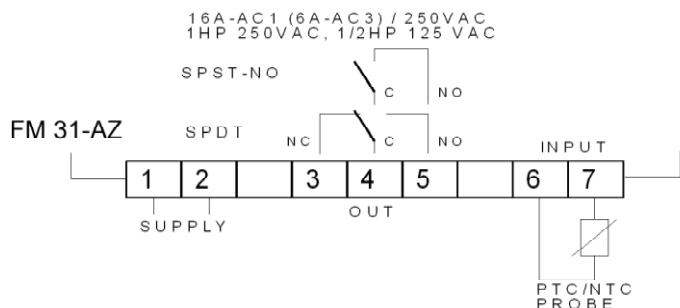 16A-AC1 (6A-AC3) / 250VAC
1HP 250VAC, 1/2HP 125 VAC
SPST-NO
C NO
FM 31-AZ SPDT NC C NO INPUT
1 2 3 4 5 6 7
SUPPLY OUT
PTC/NTC
PROBE